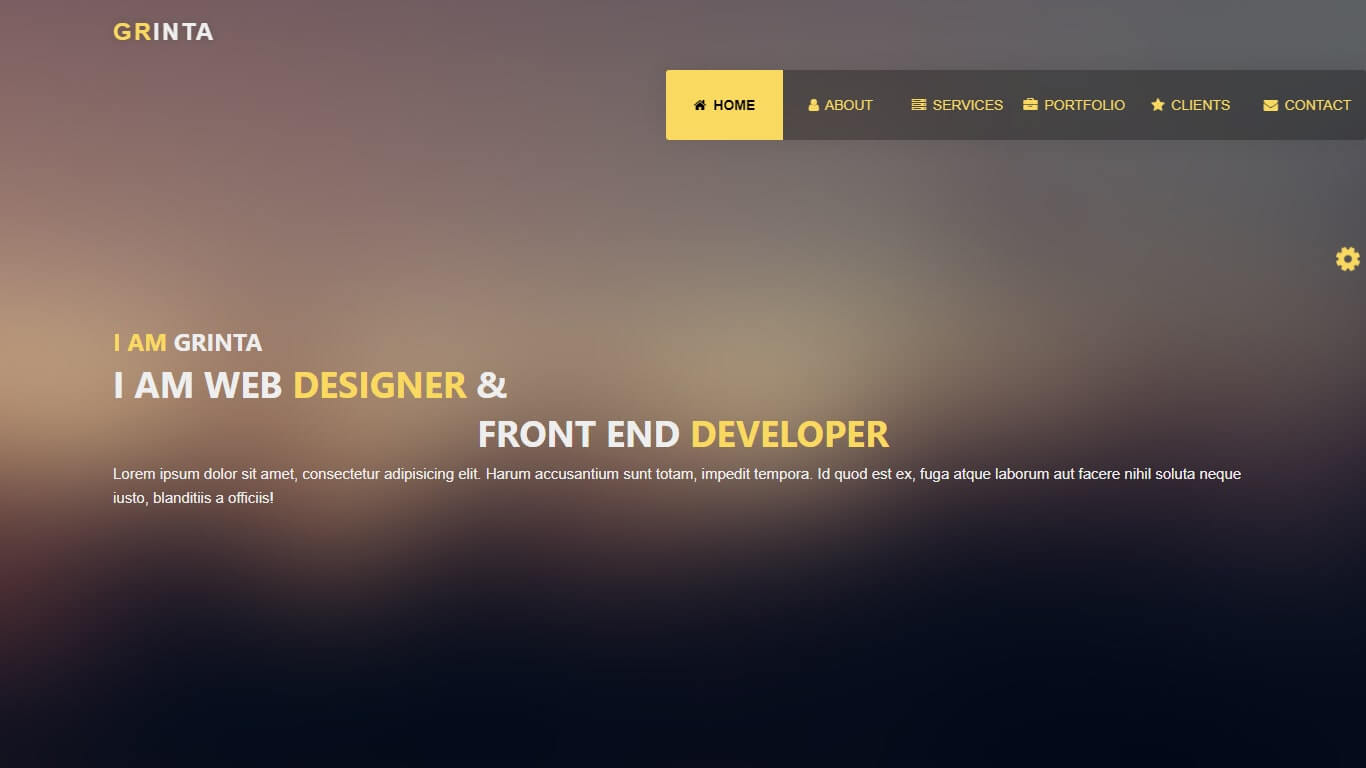 GRINTA
HOME ABOUT SERVICES PORTFOLIO CLIENTS CONTACT
I AM GRINTA
I AM WEB DESIGNER &
FRONT END DEVELOPER
Lorem ipsum dolor sit amet, consectetur adipisicing elit. Harum accusantium sunt totam, impedit tempora. Id quod est ex, fuga atque laborum aut facere nihil soluta neque
iusto, blanditiis a officiis!